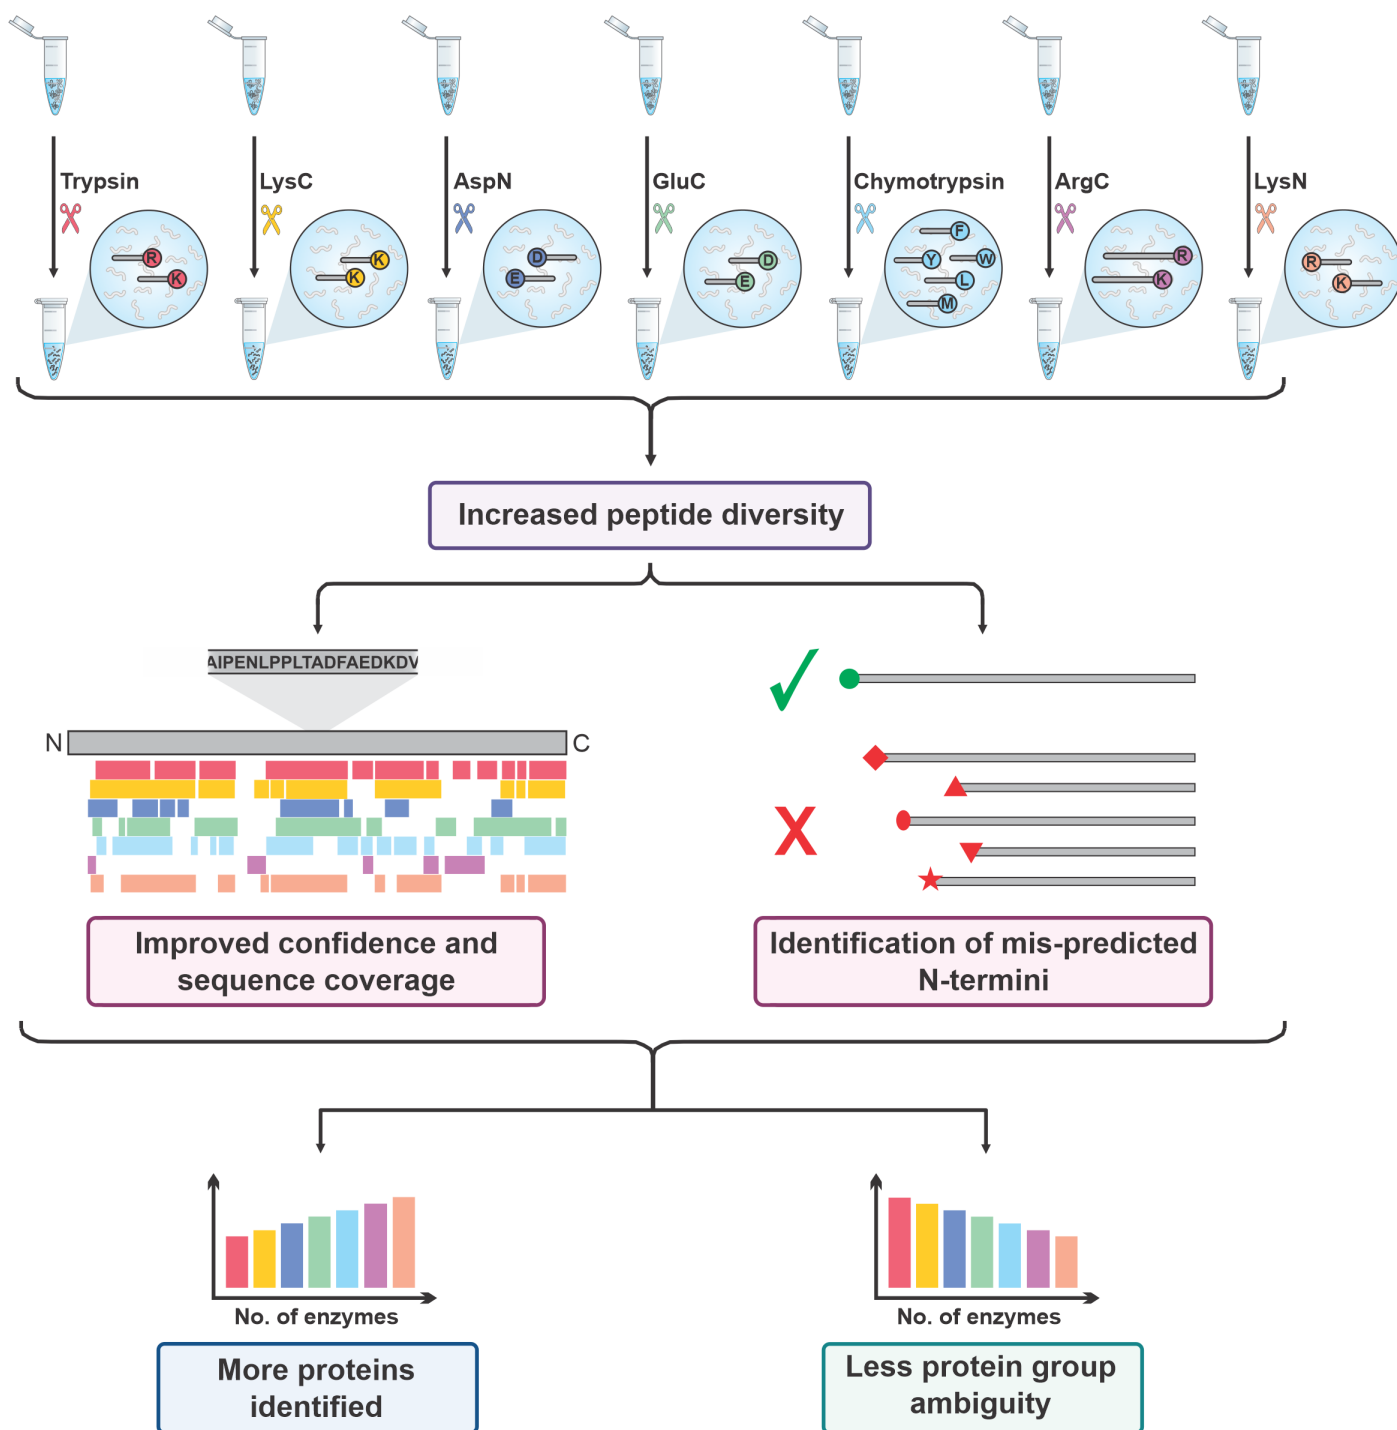 Trypsin
LysC
AspN
GluC
Chymotrypsin
ArgC
LysN
R
K
K
K
D
E
D
E
F
Y
W
L
M
R
K
R
K
Increased peptide diversity
AIPENLPPLTADFAEDKDV
N
C
X
Improved confidence and
sequence coverage
Identification of mis-predicted
N-termini
No. of enzymes
No. of enzymes
More proteins
identified
Less protein group
ambiguity